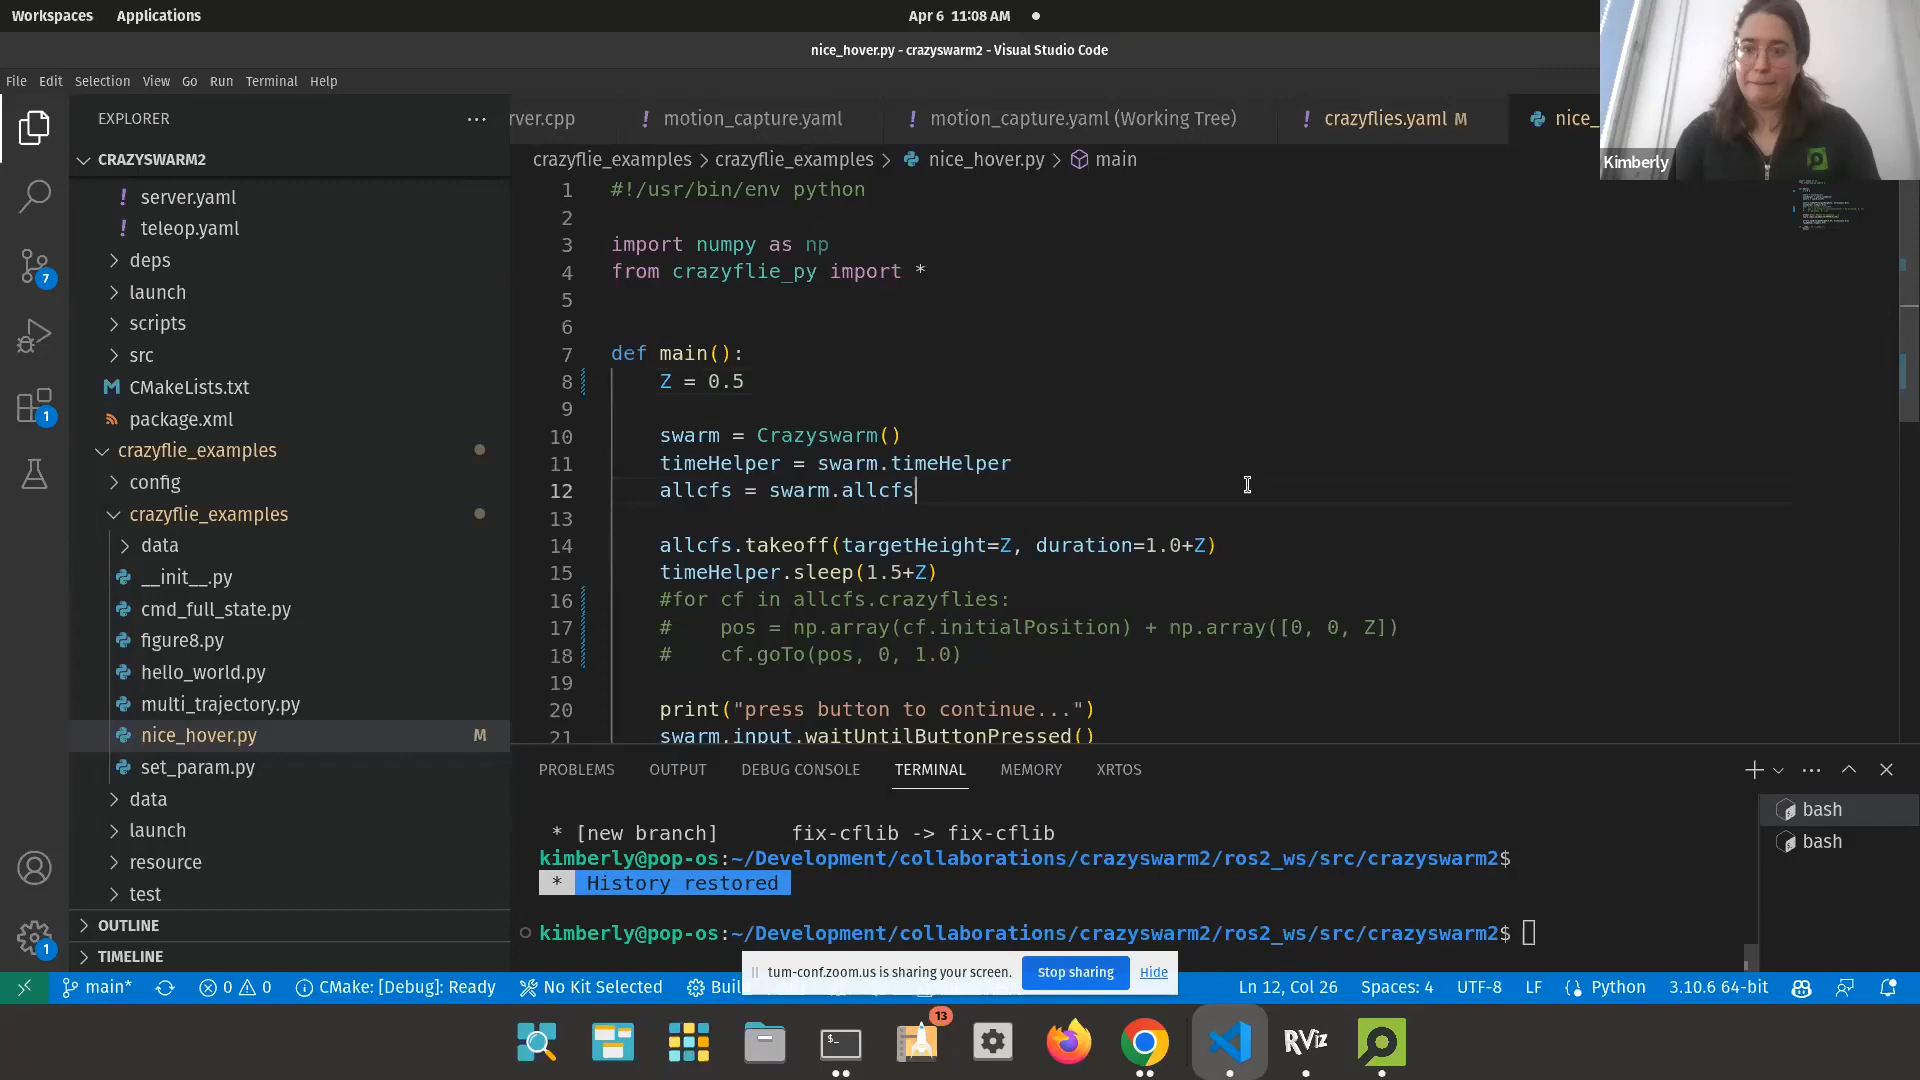 Workspaces Applications
Apr 6 11:08 AM
nice_hover.py - crazyswarm2 - Visual Studio Code
Kimberly
File Edit Selection View Go Run Terminal Help
EXPLORER
CRAZYSWARM2
server.yaml
teleop.yaml
deps
launch
scripts
src
CMakeLists.txt
package.xml
crazyflie_examples
config
crazyflie_examples
data
__init__.py
cmd_full_state.py
figure8.py
hello_world.py
multi_trajectory.py
nice_hover.py M
set_param.py
data
launch
resource
test
OUTLINE
TIMELINE
7
1
1
rver.cpp ! motion_capture.yaml ! motion_capture.yaml (Working Tree) ! crazyflies.yaml M nice_
crazyflie_examples > crazyflie_examples > nice_hover.py > main
1 #!/usr/bin/env python
2
3 import numpy as np
4 from crazyflie_py import *
5
6
7 def main():
8 Z = 0.5
9
10 swarm = Crazyswarm()
11 timeHelper = swarm.timeHelper
12 allcfs = swarm.allcfs
13
14 allcfs.takeoff(targetHeight=Z, duration=1.0+Z)
15 timeHelper.sleep(1.5+Z)
16 #for cf in allcfs.crazyflies:
17 # pos = np.array(cf.initialPosition) + np.array([0, 0, Z])
18 # cf.goTo(pos, 0, 1.0)
19
20 print("press button to continue...")
21 swarm.input.waitUntilButtonPressed()
PROBLEMS OUTPUT DEBUG CONSOLE TERMINAL MEMORY XRTOS
bash
bash
* [new branch] fix-cflib -> fix-cflib
kimberly@pop-os:~/Development/collaborations/crazyswarm2/ros2_ws/src/crazyswarm2$
* History restored
kimberly@pop-os:~/Development/collaborations/crazyswarm2/ros2_ws/src/crazyswarm2$
tum-conf.zoom.us is sharing your screen. Stop sharing Hide
main* 0 0 CMake: [Debug]: Ready No Kit Selected Buil Ln 12, Col 26 Spaces: 4 UTF-8 LF Python 3.10.6 64-bit
13
RViz